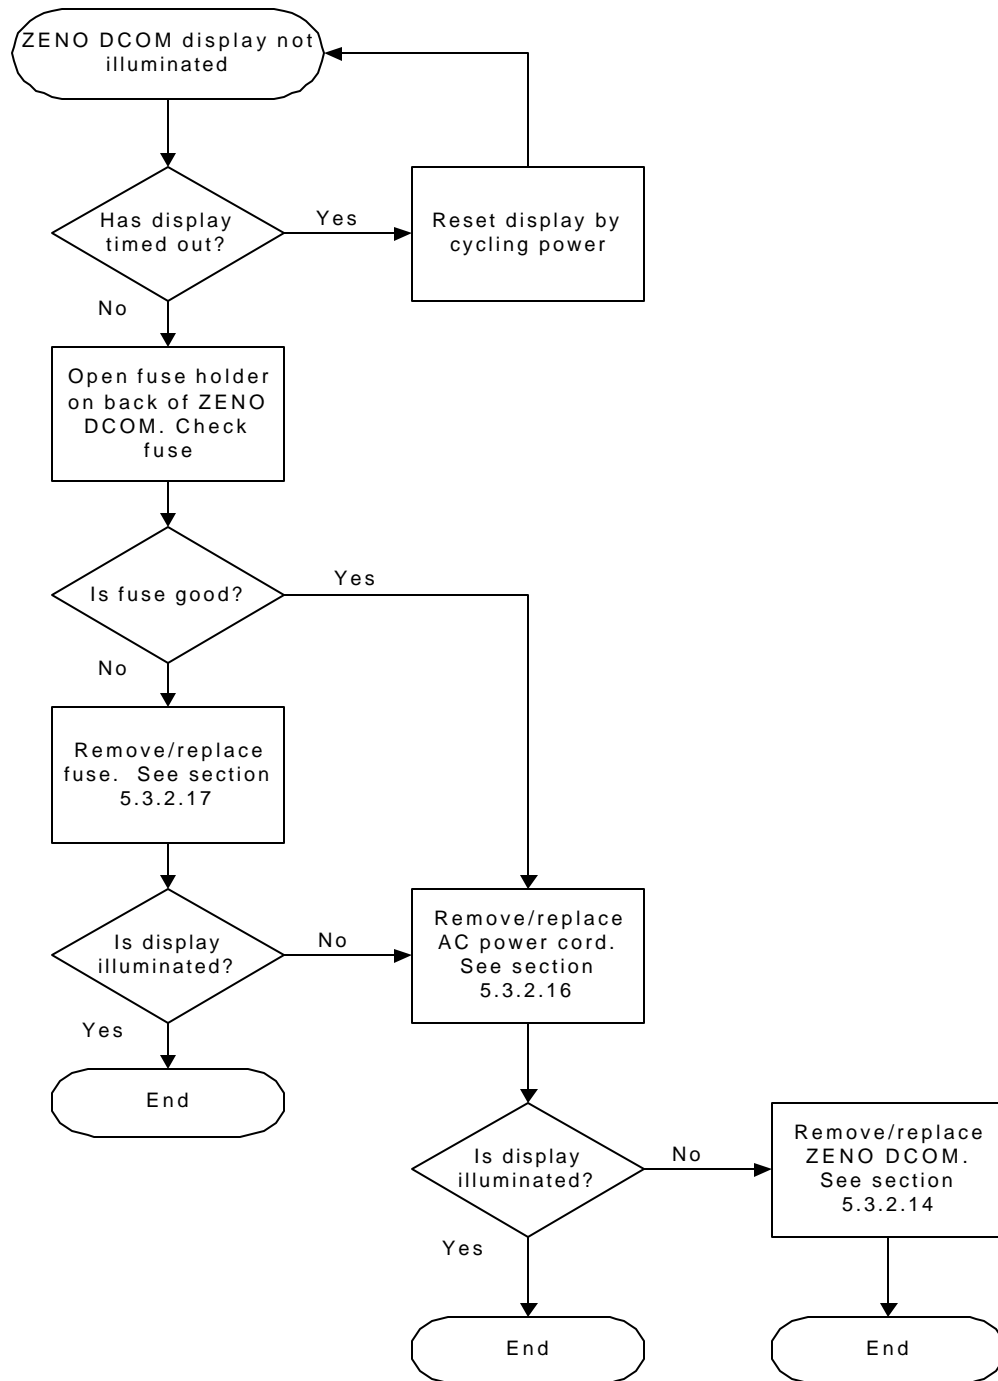 ZENO DCOM display not
illuminated
Has display
timed out?
Yes
Reset display by
cycling power
No
Open fuse holder
on back of ZENO
DCOM. Check
fuse
Is fuse good?
Yes
No
Remove/replace
fuse.  See section
5.3.2.17
Is display
illuminated?
No
Remove/replace
AC power cord.
See section
5.3.2.16
Yes
End
Is display
illuminated?
No
Remove/replace
ZENO DCOM.
See section
5.3.2.14
Yes
End
End